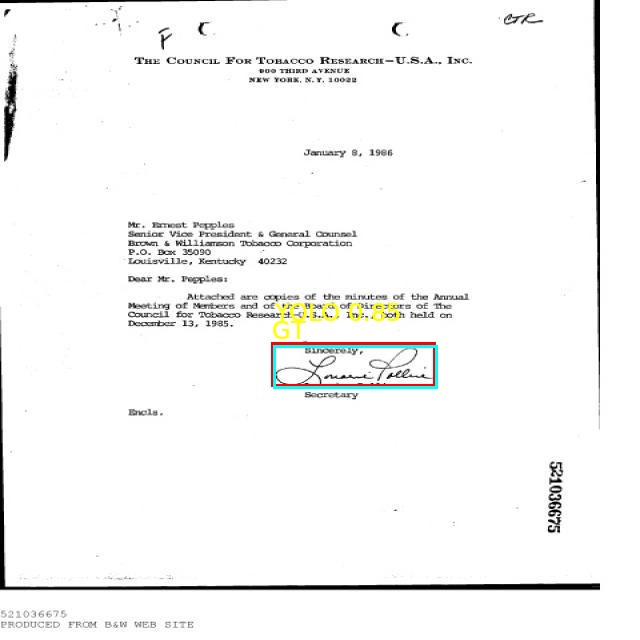 CTR
F C C
THE COUNCIL FOR TOBACCO RESEARCH—U.S.A., INC.
900 THIRD AVENUE
NEW YORK, N.Y. 10022
January 8, 1986
Mr. Ernest Pepples
Senior Vice President & General Counsel
Brown & Williamson Tobacco Corporation
P.O. Box 35090
Louisville, Kentucky 40232
Dear Mr. Pepples:
Attached are copies of the minutes of the Annual
Meeting of Members and of the Board of Directors of The
Council for Tobacco Research-U.S.A., Inc., both held on
December 13, 1985.
YOLO 0.83
GT
Sincerely,
Secretary
Encls.
521036675
521036675
PRODUCED FROM B&W WEB SITE